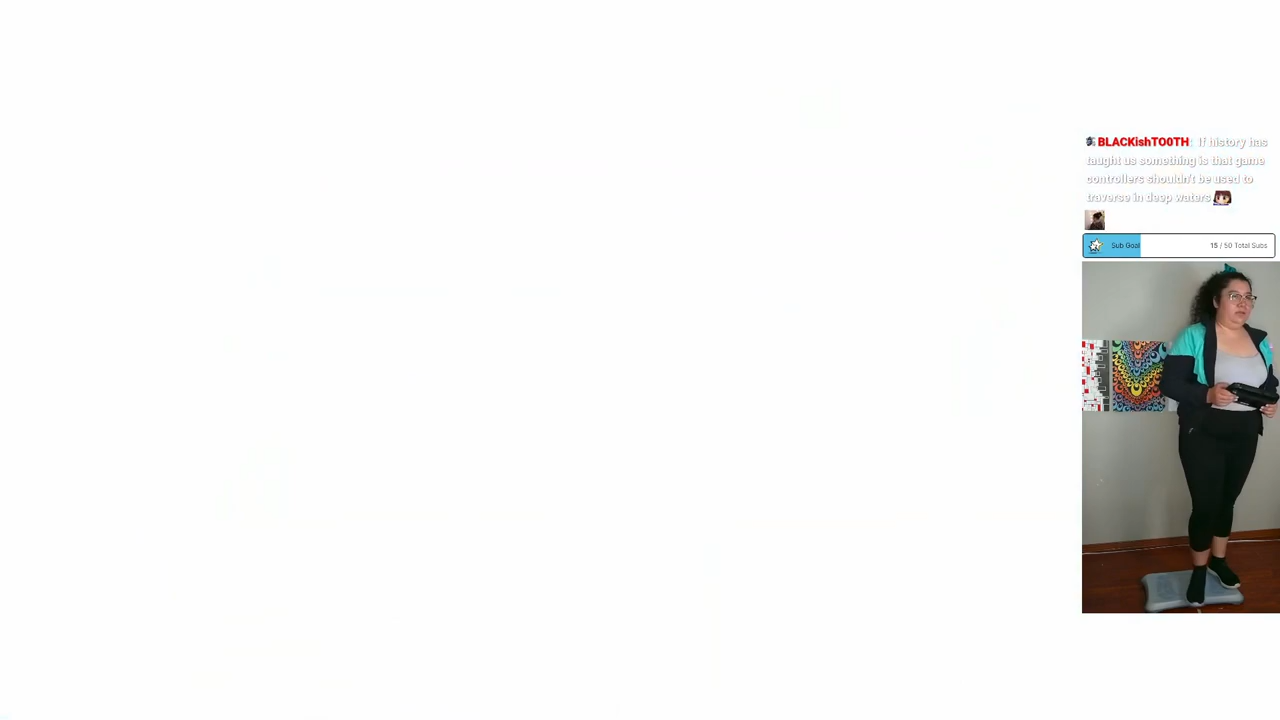 BLACKishTO0TH: If history has
taught us something is that game
controllers shouldn't be used to
traverse in deep waters
Sub Goal
15 / 50 Total Subs